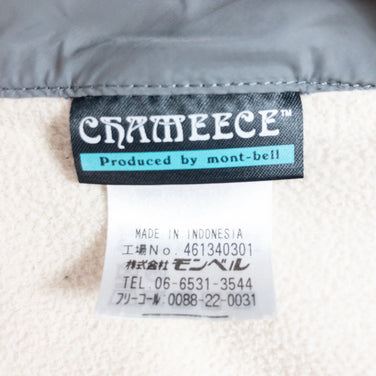 CHAMEECE™
Produced by mont-bell
MADE IN INDONESIA
工場No. 461340301
株式会社 モンベル
TEL. 06-6531-3544
フリーコール: 0088-22-0031